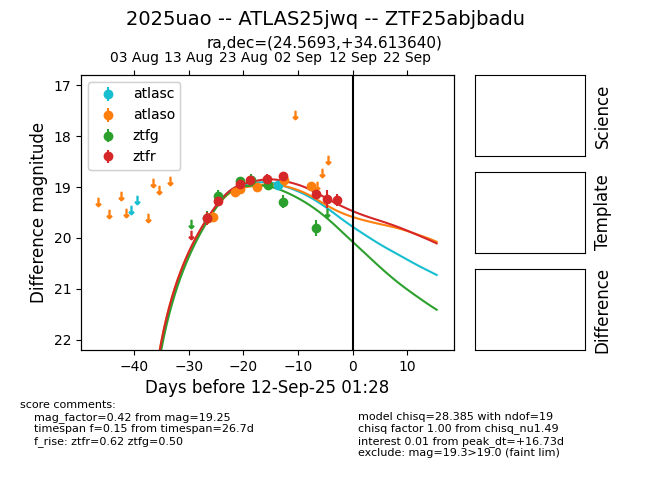 2025uao -- ATLAS25jwq -- ZTF25abjbadu
ra,dec=(24.5693,+34.613640)
03 Aug 13 Aug 23 Aug 02 Sep 12 Sep 22 Sep
17
18
19
20
21
22
Difference magnitude
atlasc
atlaso
ztfg
ztfr
−40 −30 −20 −10 0 10
Days before 12-Sep-25 01:28
Science
Template
Difference
score comments:
mag_factor=0.42 from mag=19.25
timespan f=0.15 from timespan=26.7d
f_rise: ztfr=0.62 ztfg=0.50
model chisq=28.385 with ndof=19
chisq factor 1.00 from chisq_nu1.49
interest 0.01 from peak_dt=+16.73d
exclude: mag=19.3>19.0 (faint lim)